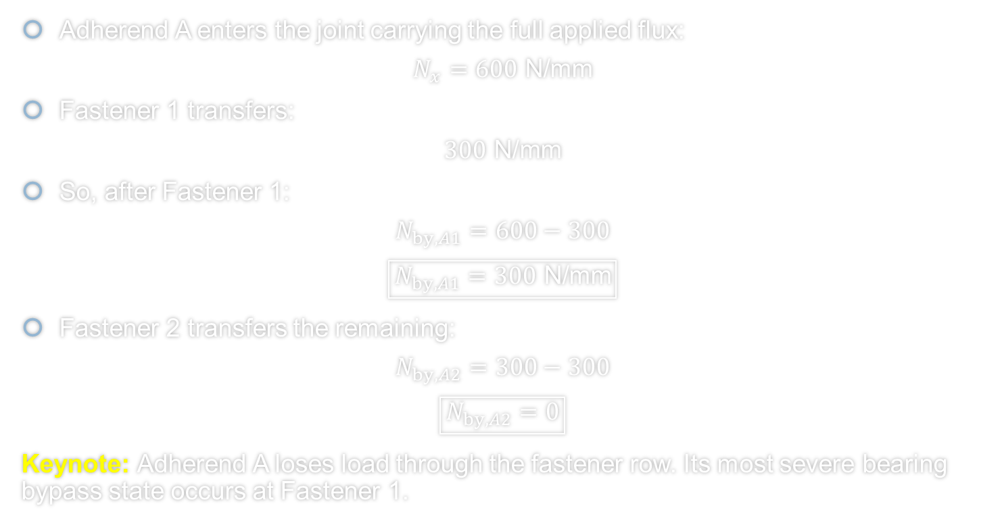 Adherend A enters the joint carrying the full applied flux:
Nₓ = 600 N/mm
Fastener 1 transfers:
300 N/mm
So, after Fastener 1:
N_by,A1 = 600 − 300
N_by,A1 = 300 N/mm
Fastener 2 transfers the remaining:
N_by,A2 = 300 − 300
N_by,A2 = 0
Keynote: Adherend A loses load through the fastener row. Its most severe bearing
bypass state occurs at Fastener 1.